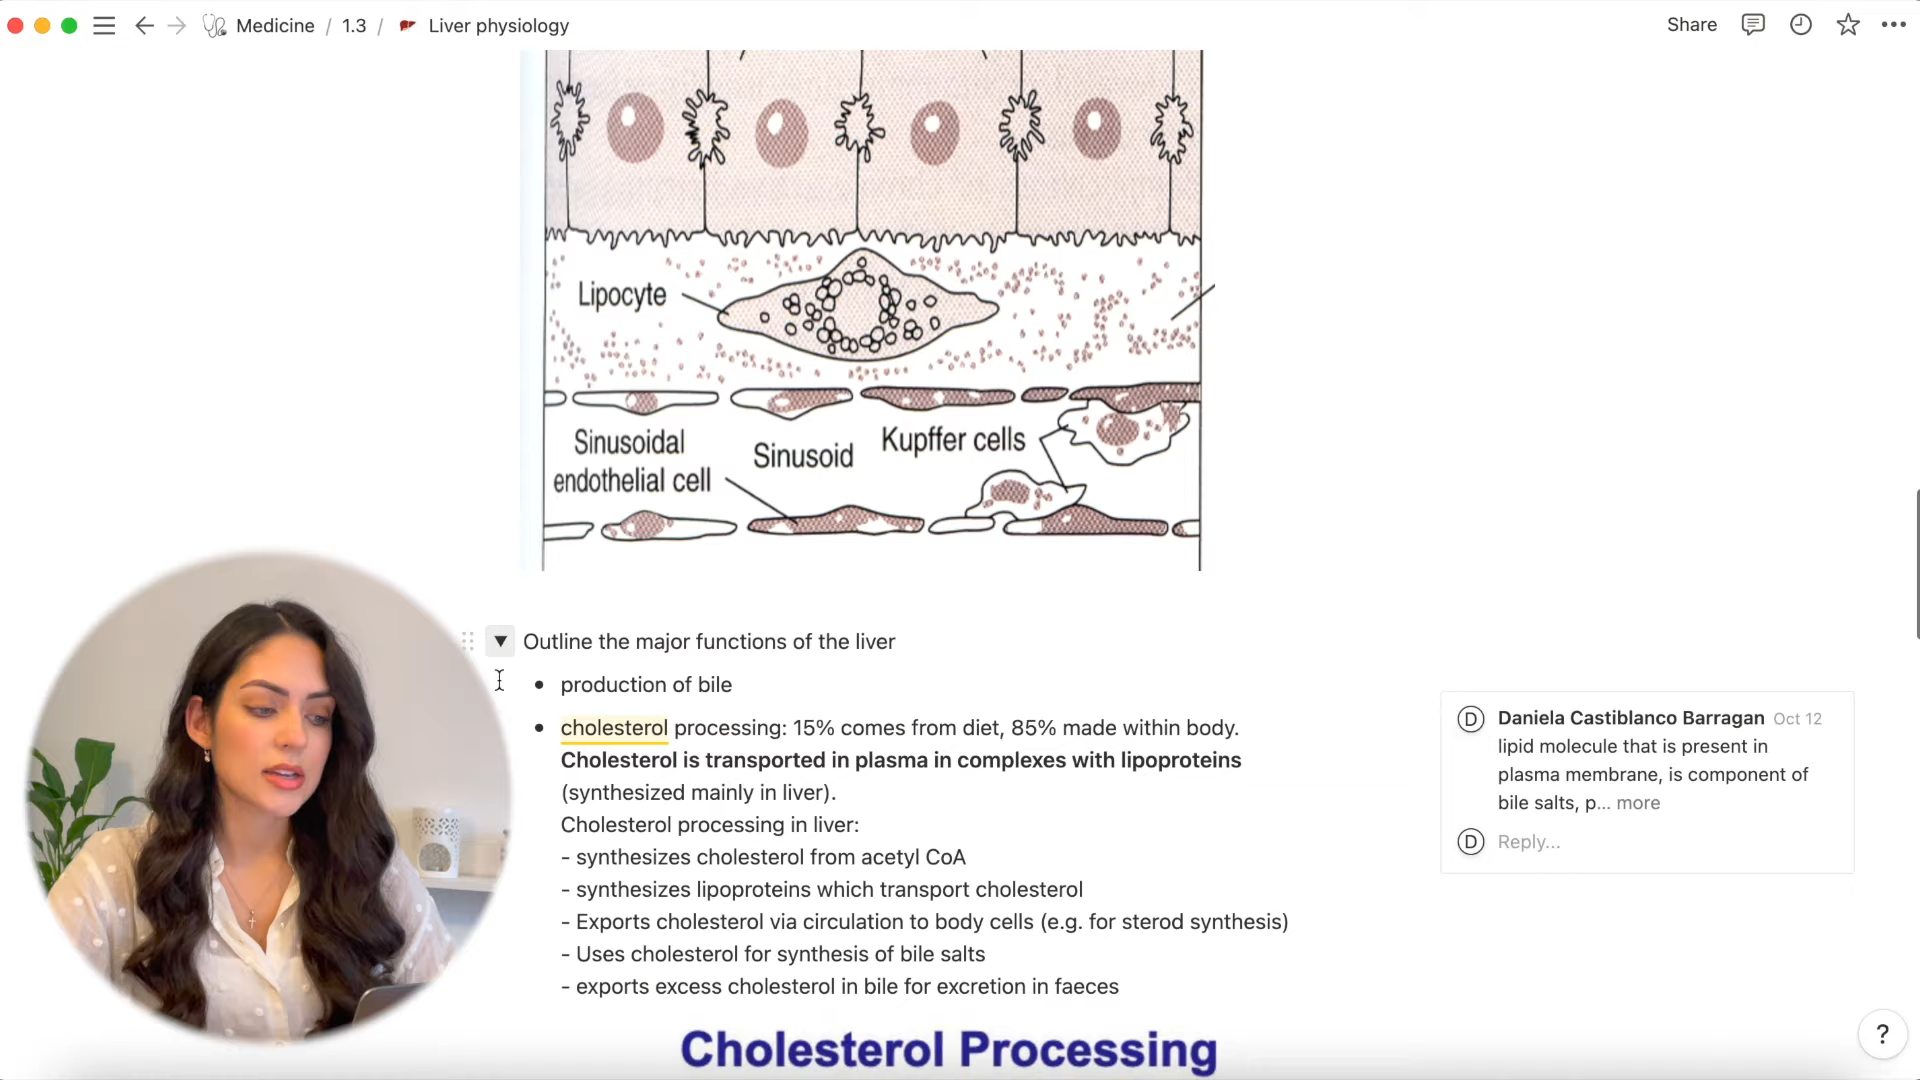 Medicine / 1.3 / Liver physiology
Share
Lipocyte
Sinusoidal
endothelial cell
Sinusoid
Kupffer cells
Outline the major functions of the liver
• production of bile
• cholesterol processing: 15% comes from diet, 85% made within body.
Cholesterol is transported in plasma in complexes with lipoproteins
(synthesized mainly in liver).
Cholesterol processing in liver:
- synthesizes cholesterol from acetyl CoA
- synthesizes lipoproteins which transport cholesterol
- Exports cholesterol via circulation to body cells (e.g. for sterod synthesis)
- Uses cholesterol for synthesis of bile salts
- exports excess cholesterol in bile for excretion in faeces
D Daniela Castiblanco Barragan Oct 12
lipid molecule that is present in
plasma membrane, is component of
bile salts, p... more
D Reply...
Cholesterol Processing
?